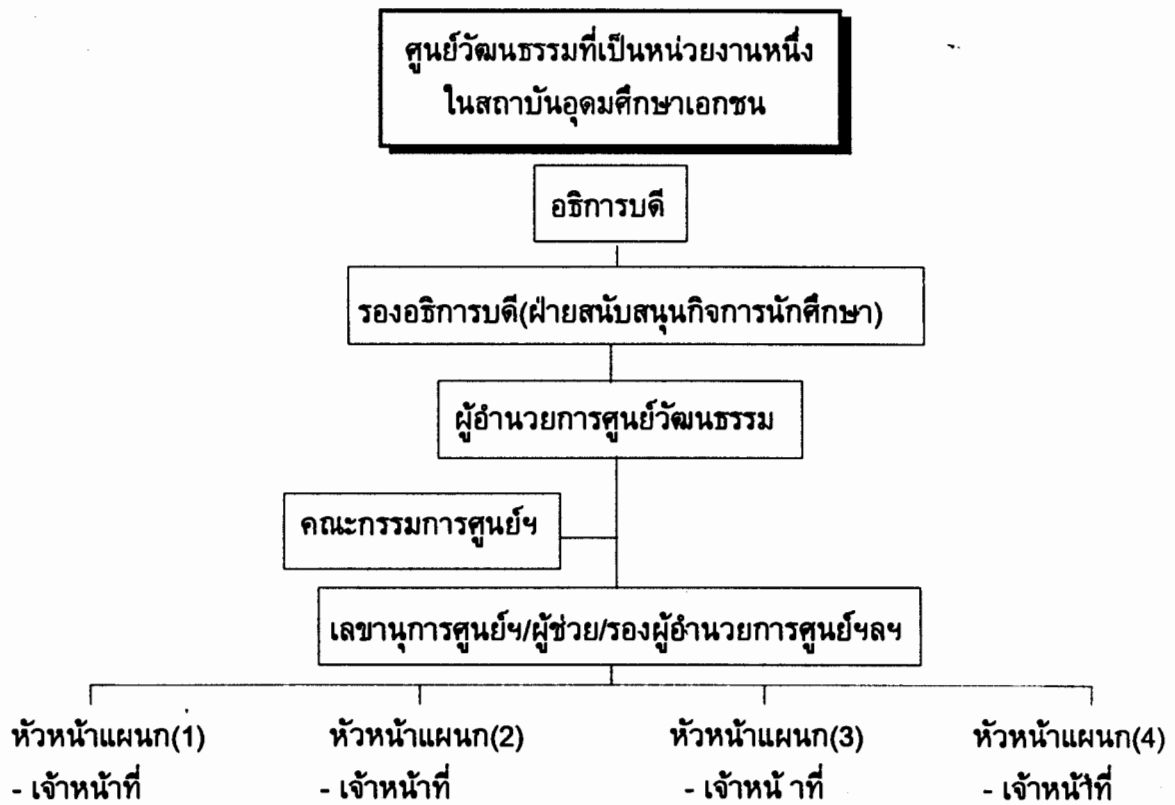 ศูนย์วัฒนธรรมที่เป็นหน่วยงานหนึ่ง
ในสถาบันอุดมศึกษาเอกชน
อธิการบดี
รองอธิการบดี(ฝ่ายสนับสนุนกิจการนักศึกษา)
ผู้อำนวยการศูนย์วัฒนธรรม
คณะกรรมการศูนย์ฯ
เลขานุการศูนย์ฯ/ผู้ช่วย/รองผู้อำนวยการศูนย์ฯลฯ
หัวหน้าแผนก(1) หัวหน้าแผนก(2) หัวหน้าแผนก(3) หัวหน้าแผนก(4)
- เจ้าหน้าที่ - เจ้าหน้าที่ - เจ้าหน้าที่ - เจ้าหน้าที่